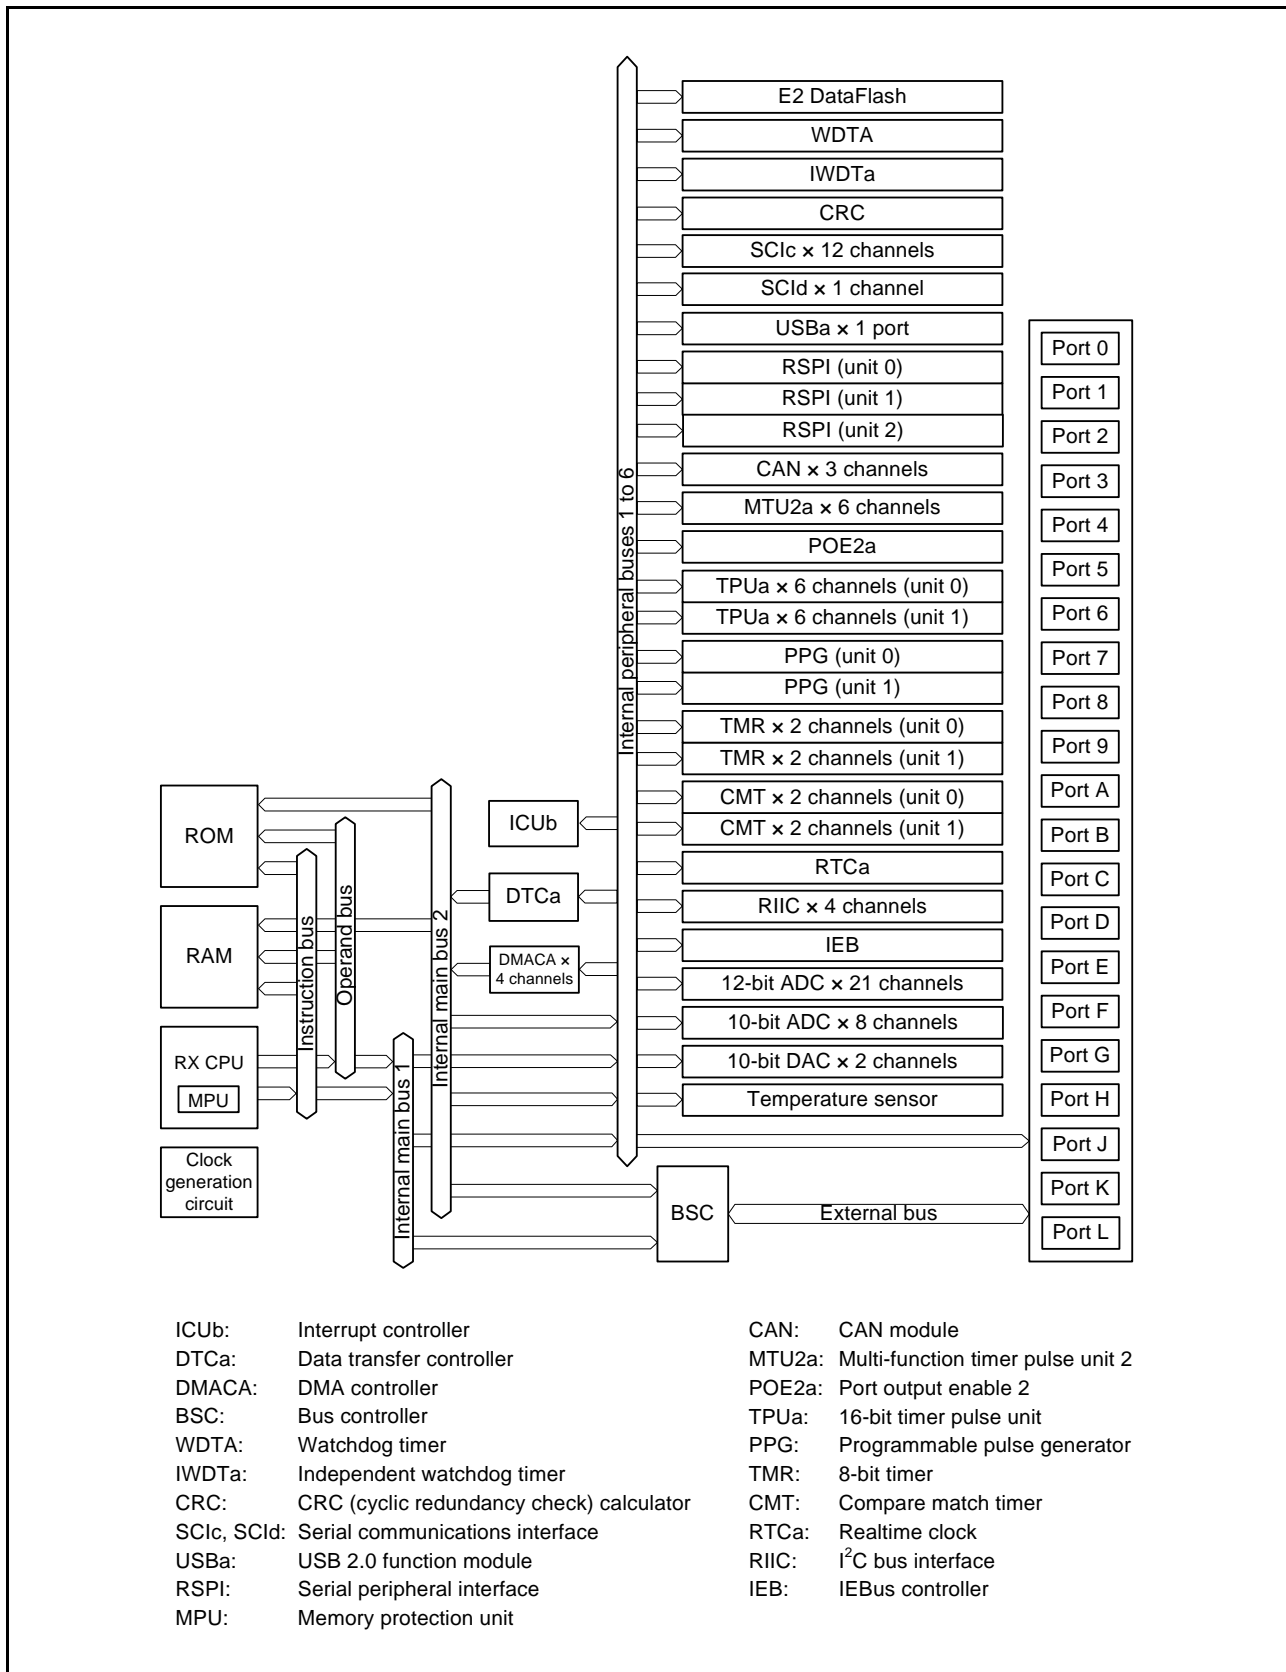 E2 DataFlash
WDTA
IWDTa
CRC
SCIc × 12 channels
SCId × 1 channel
USBa × 1 port
RSPI (unit 0)
RSPI (unit 1)
RSPI (unit 2)
CAN × 3 channels
MTU2a × 6 channels
POE2a
TPUa × 6 channels (unit 0)
TPUa × 6 channels (unit 1)
PPG (unit 0)
PPG (unit 1)
TMR × 2 channels (unit 0)
TMR × 2 channels (unit 1)
CMT × 2 channels (unit 0)
CMT × 2 channels (unit 1)
RTCa
RIIC × 4 channels
IEB
12-bit ADC × 21 channels
10-bit ADC × 8 channels
10-bit DAC × 2 channels
Temperature sensor
Port 0
Port 1
Port 2
Port 3
Port 4
Port 5
Port 6
Port 7
Port 8
Port 9
Port A
Port B
Port C
Port D
Port E
Port F
Port G
Port H
Port J
Port K
Port L
Internal peripheral buses 1 to 6
ROM
RAM
RX CPU
MPU
Clock
generation
circuit
Instruction bus
Operand bus
Internal main bus 1
Internal main bus 2
ICUb
DTCa
DMACA ×
4 channels
BSC
External bus
ICUb: Interrupt controller
DTCa: Data transfer controller
DMACA: DMA controller
BSC: Bus controller
WDTA: Watchdog timer
IWDTa: Independent watchdog timer
CRC: CRC (cyclic redundancy check) calculator
SCIc, SCId: Serial communications interface
USBa: USB 2.0 function module
RSPI: Serial peripheral interface
MPU: Memory protection unit
CAN: CAN module
MTU2a: Multi-function timer pulse unit 2
POE2a: Port output enable 2
TPUa: 16-bit timer pulse unit
PPG: Programmable pulse generator
TMR: 8-bit timer
CMT: Compare match timer
RTCa: Realtime clock
RIIC: I²C bus interface
IEB: IEBus controller